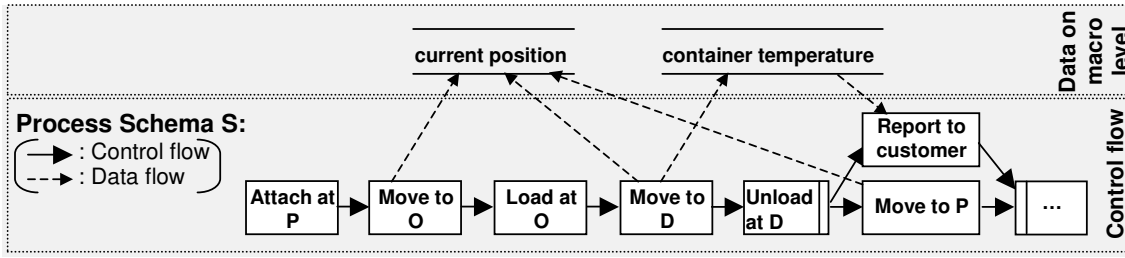 current position
container temperature
Data on
macro
level
Process Schema S:
: Control flow
: Data flow
Report to
customer
Attach at
P
Move to
O
Load at
O
Move to
D
Unload
at D
Move to P
...
Control flow